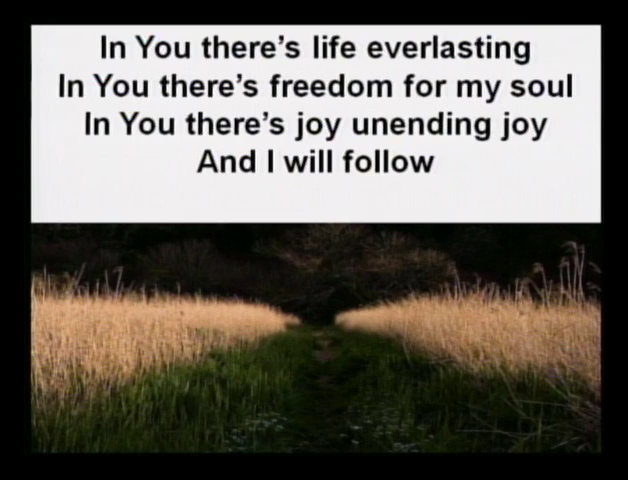 In You there’s life everlasting
In You there’s freedom for my soul
In You there’s joy unending joy
And I will follow